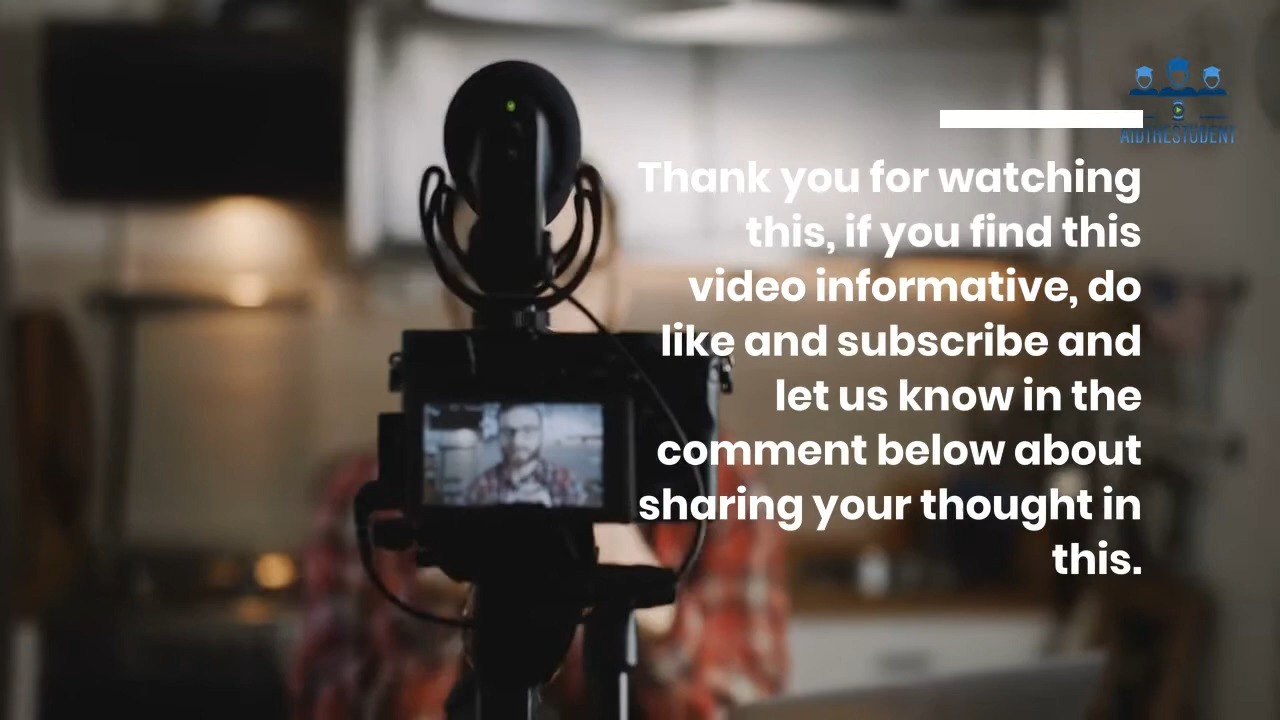 AIDTHESTUDENT
Thank you for watching
this, if you find this
video informative, do
like and subscribe and
let us know in the
comment below about
sharing your thought in
this.